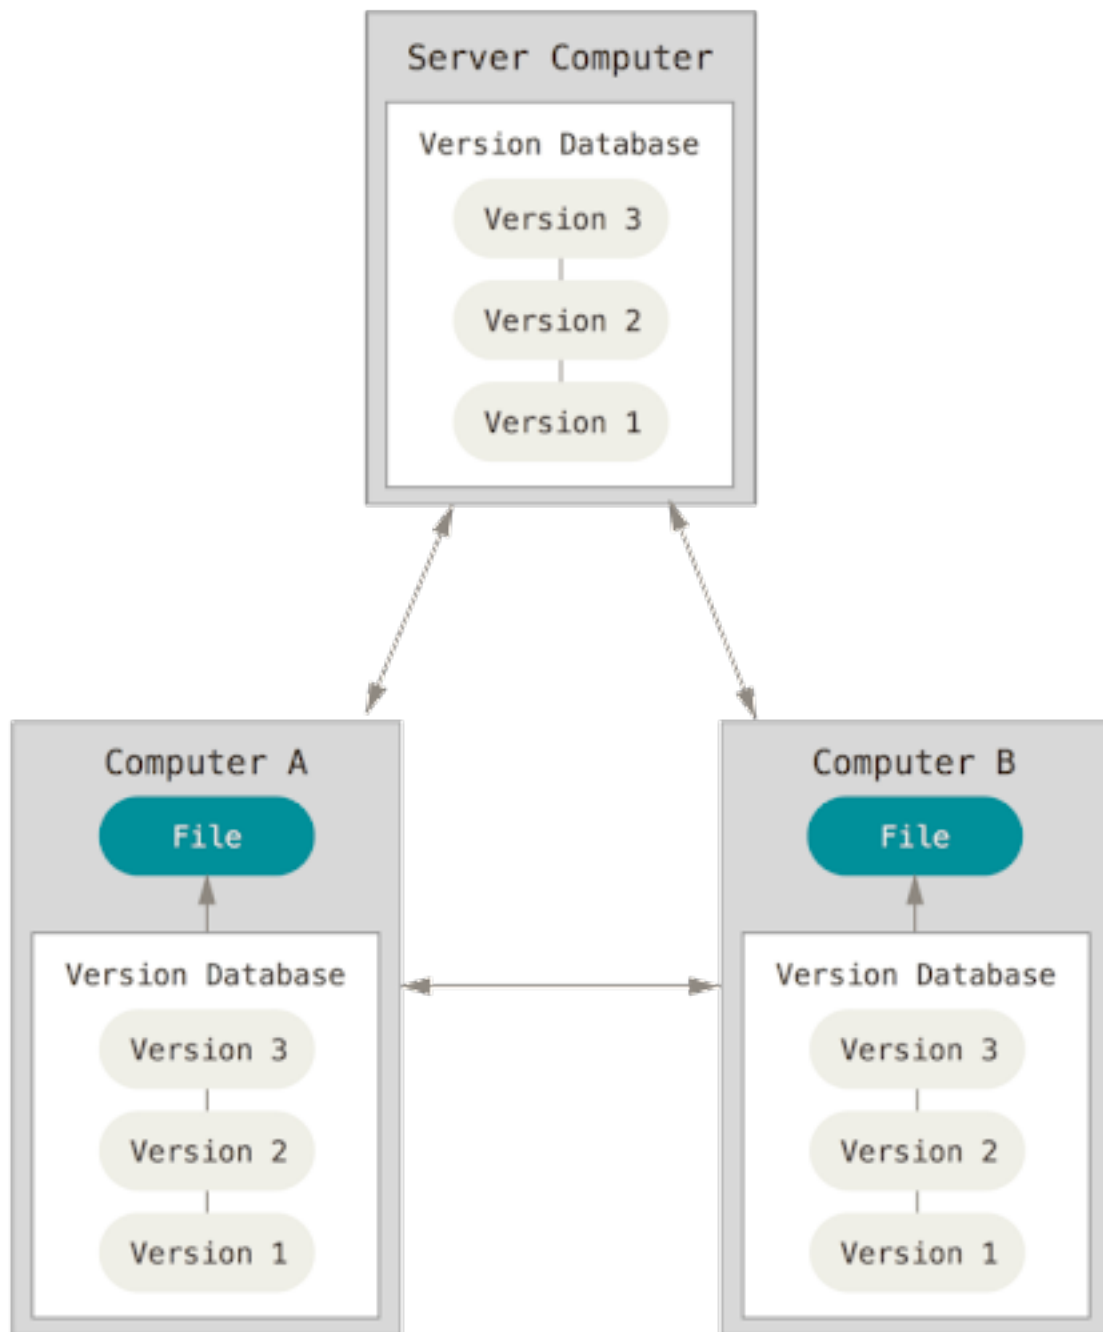 Server Computer
Version Database
Version 3
Version 2
Version 1
Computer A
File
Version Database
Version 3
Version 2
Version 1
Computer B
File
Version Database
Version 3
Version 2
Version 1